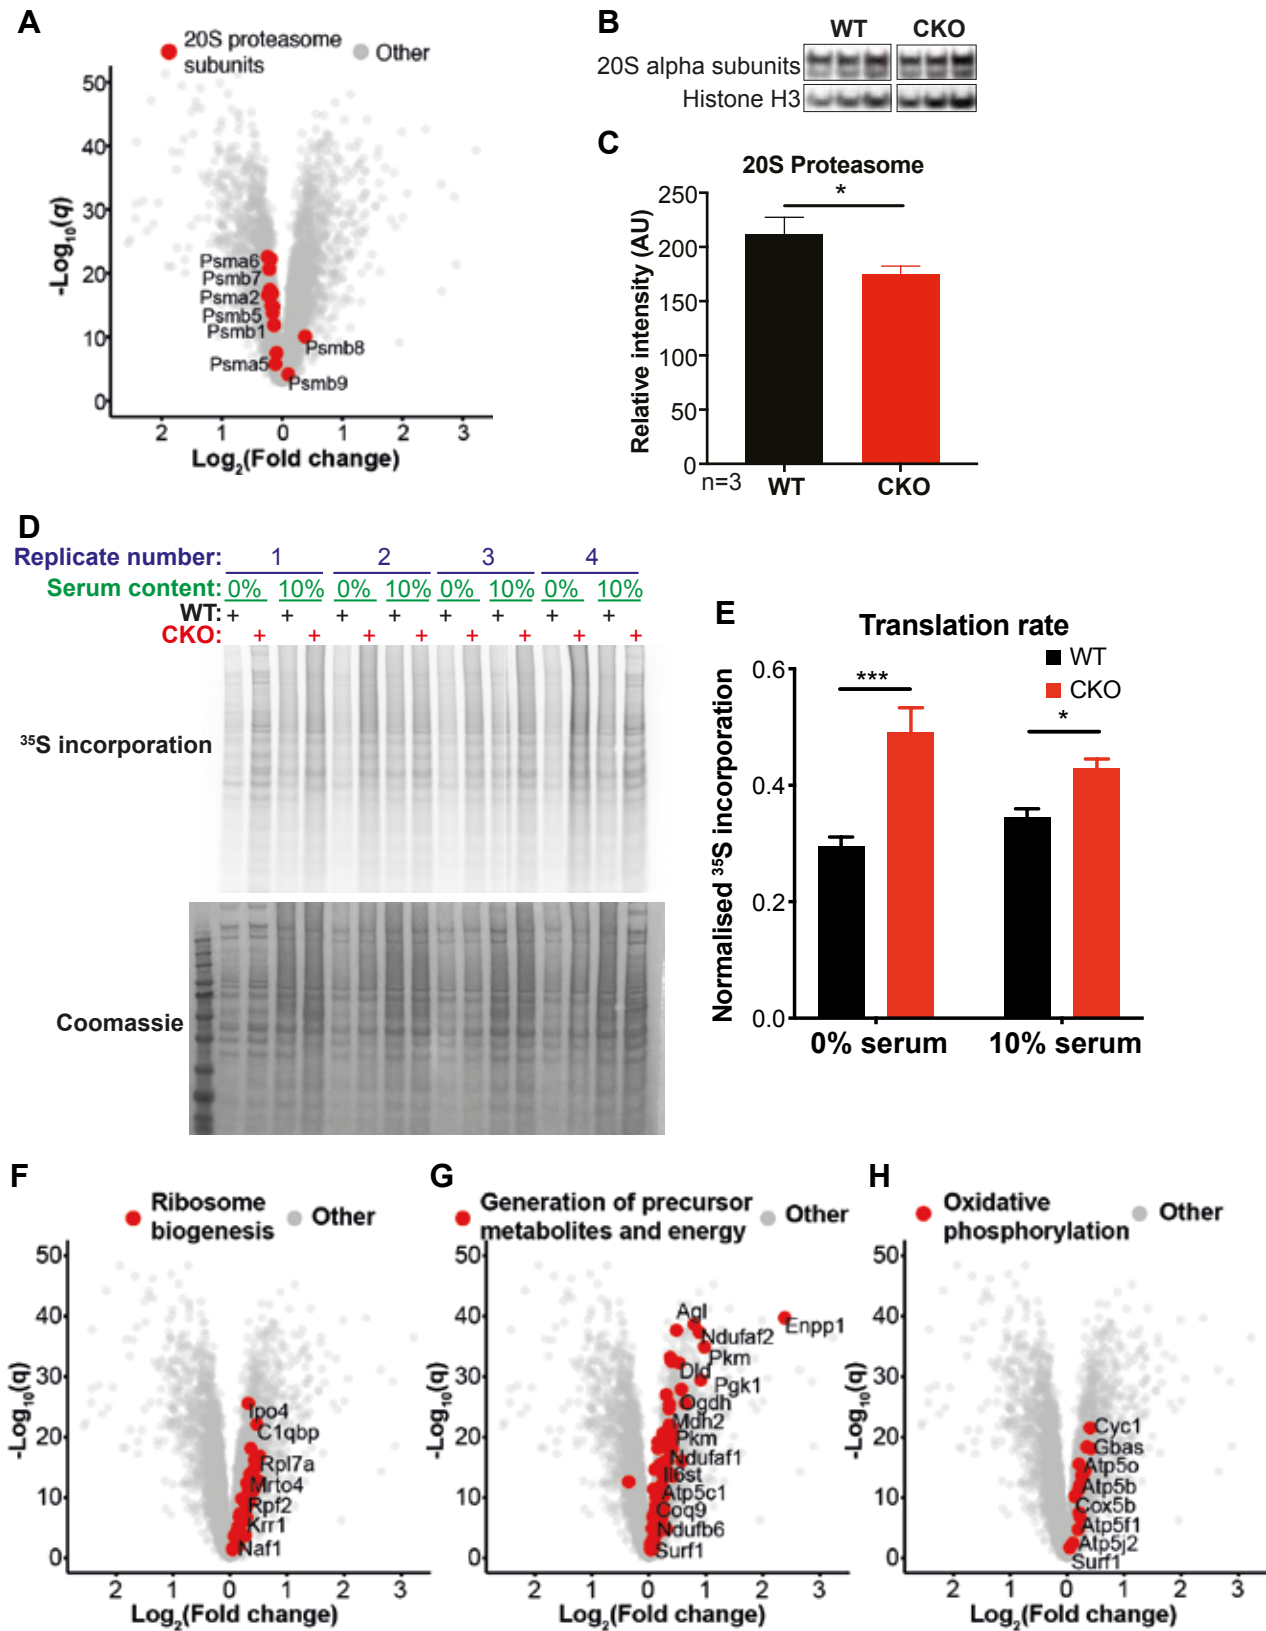 A
20S proteasome
subunits
Other
50
40
30
20
10
0
-Log10(q)
Psma6
Psmb7
Psma2
Psmb5
Psmb1
Psma5
Psmb8
Psmb9
2 1 0 1 2 3
Log2(Fold change)
B
WT CKO
20S alpha subunits
Histone H3
C
20S Proteasome
*
250
200
150
100
50
0
Relative intensity (AU)
n=3 WT CKO
D
Replicate number: 1 2 3 4
Serum content: 0% 10% 0% 10% 0% 10% 0% 10%
WT: + + + + + + + +
CKO: + + + + + + + +
35S incorporation
Coomassie
E
Translation rate
WT
CKO
0.6
0.4
0.2
0.0
Normalised 35S incorporation
***
*
0% serum 10% serum
F
Ribosome
biogenesis
Other
50
40
30
20
10
0
-Log10(q)
Ipo4
C1qbp
Rpl7a
Mrto4
Rpf2
Krr1
Naf1
2 1 0 1 2 3
Log2(Fold change)
G
Generation of precursor
metabolites and energy
Other
50
40
30
20
10
0
-Log10(q)
Agl
Enpp1
Ndufaf2
Pkm
Dld
Pgk1
Ogdh
Mdh2
Pkm
Ndufaf1
Il6st
Atp5c1
Coq9
Ndufb6
Surf1
2 1 0 1 2 3
Log2(Fold change)
H
Oxidative
phosphorylation
Other
50
40
30
20
10
0
-Log10(q)
Cyc1
Gbas
Atp5o
Atp5b
Cox5b
Atp5f1
Atp5j2
Surf1
2 1 0 1 2 3
Log2(Fold change)